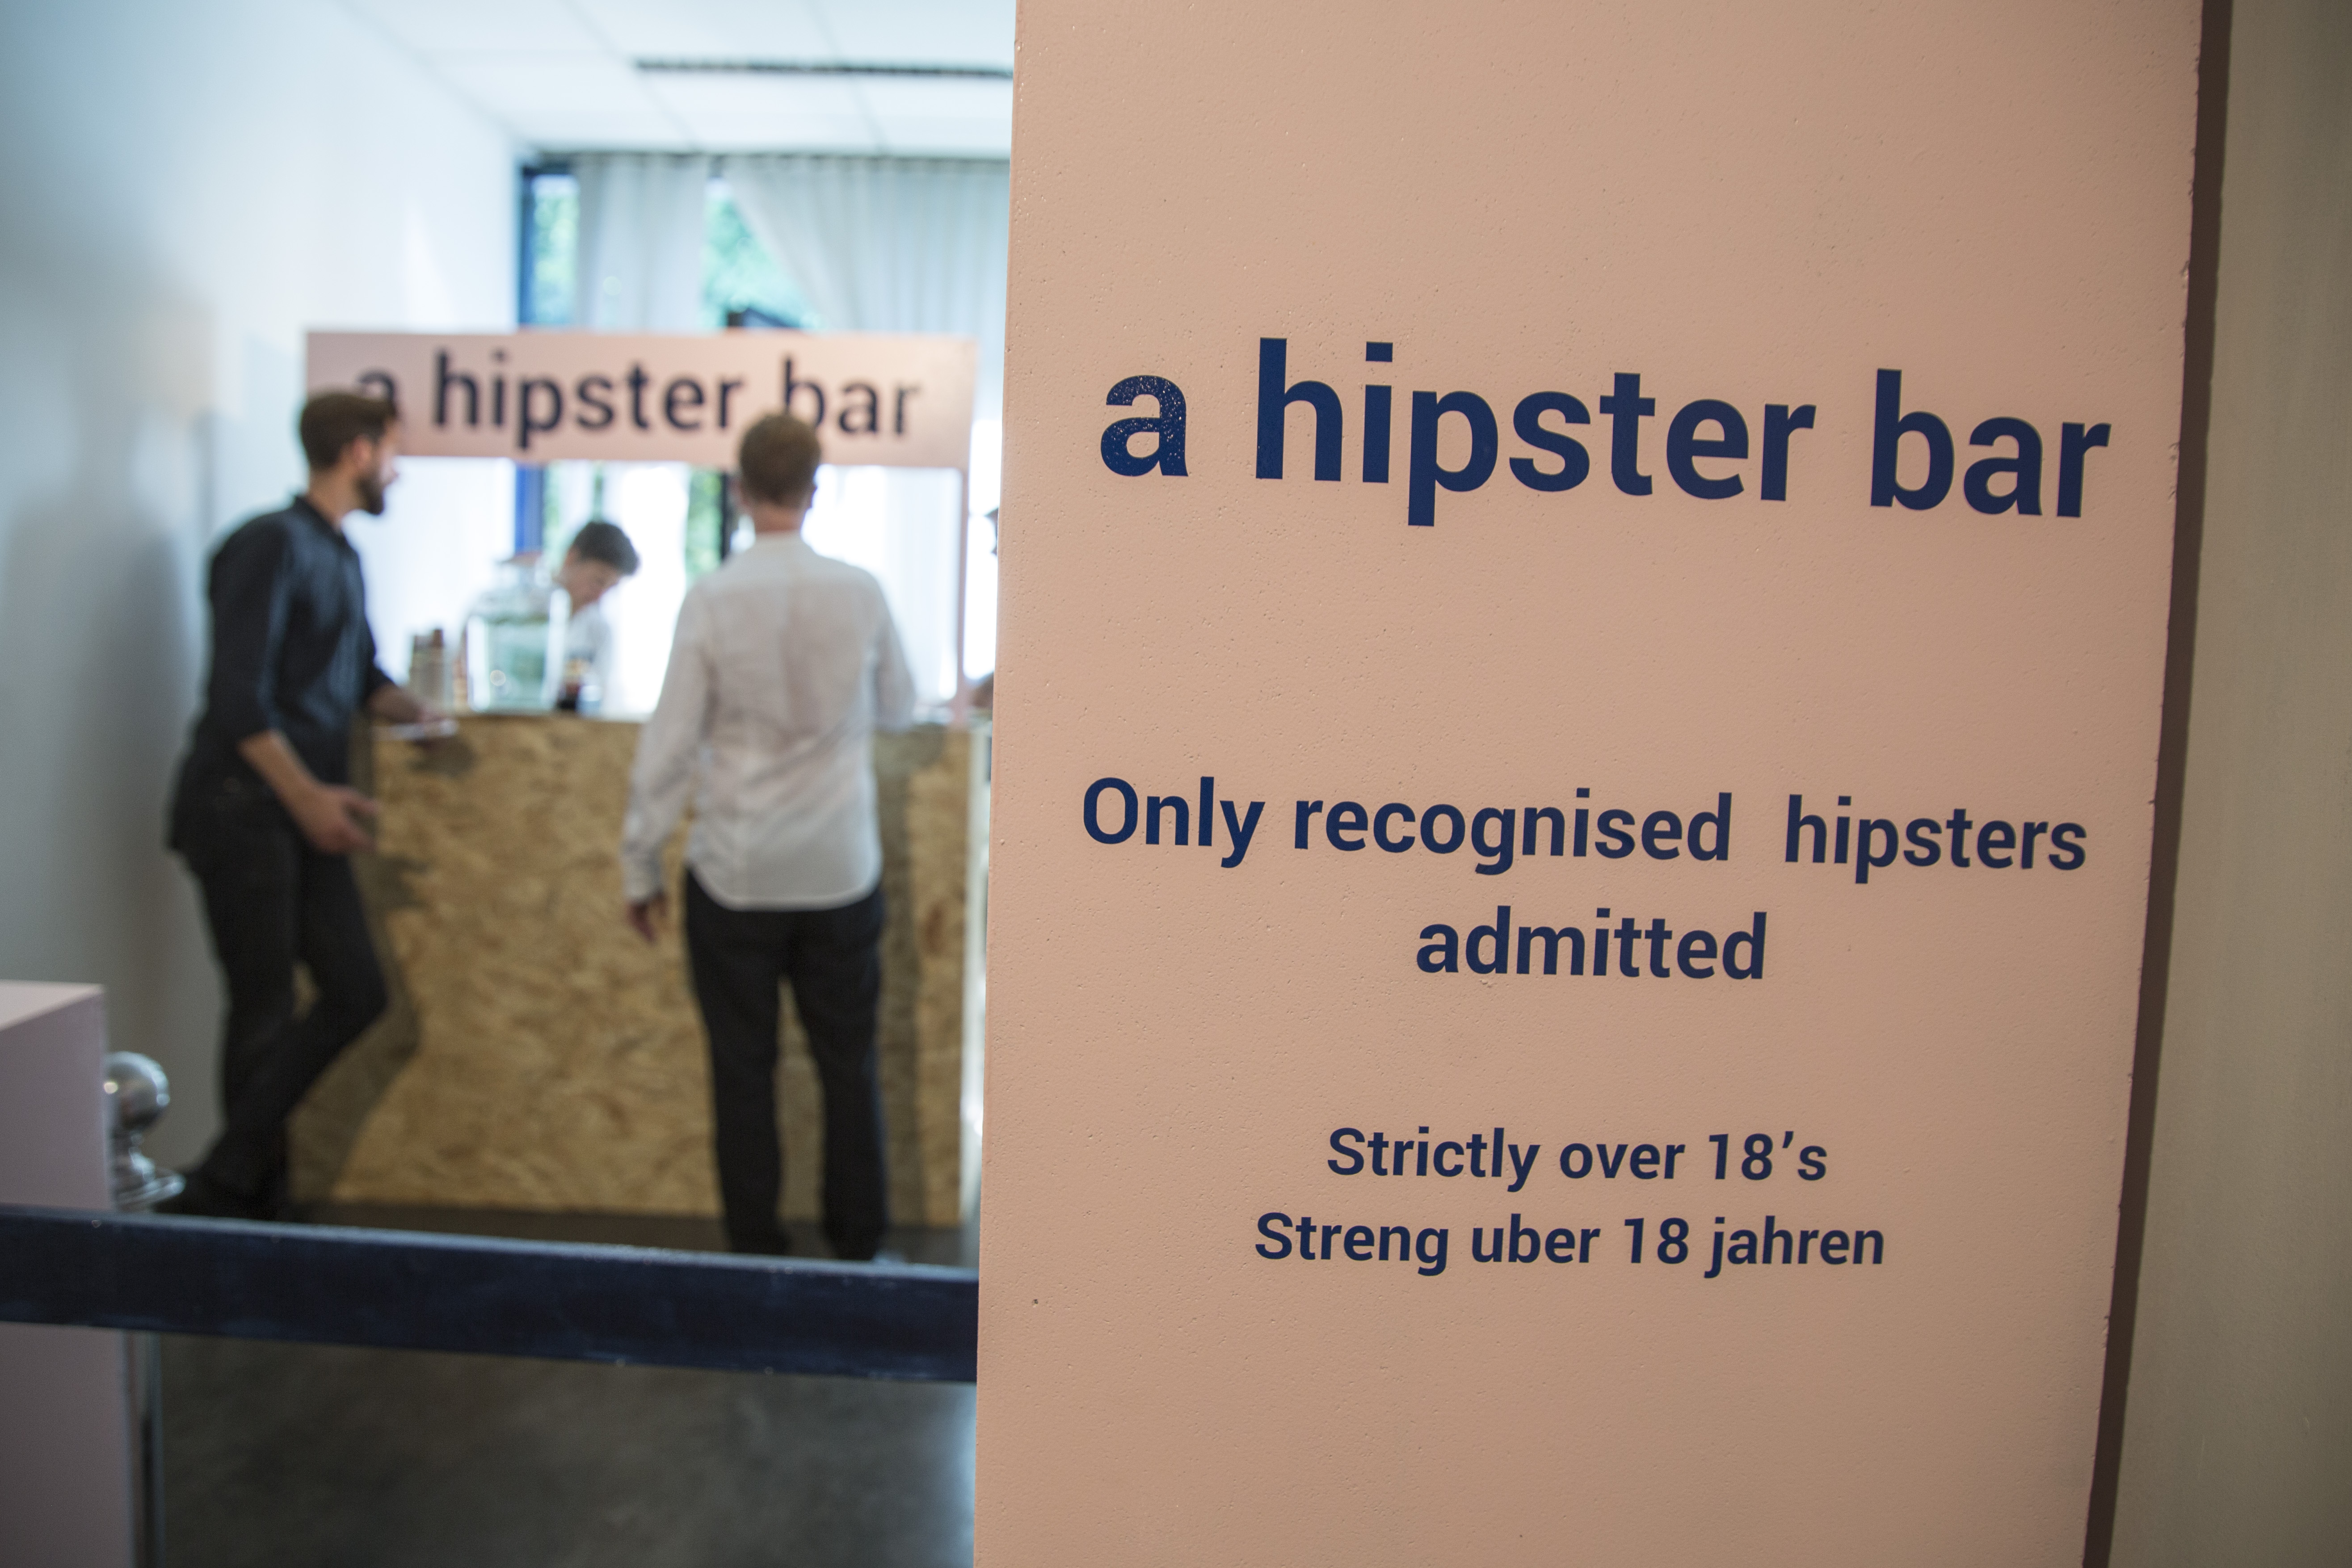 a hipster bar
a hipster bar
Only recognised hipsters
admitted
Strictly over 18's
Streng uber 18 jahren